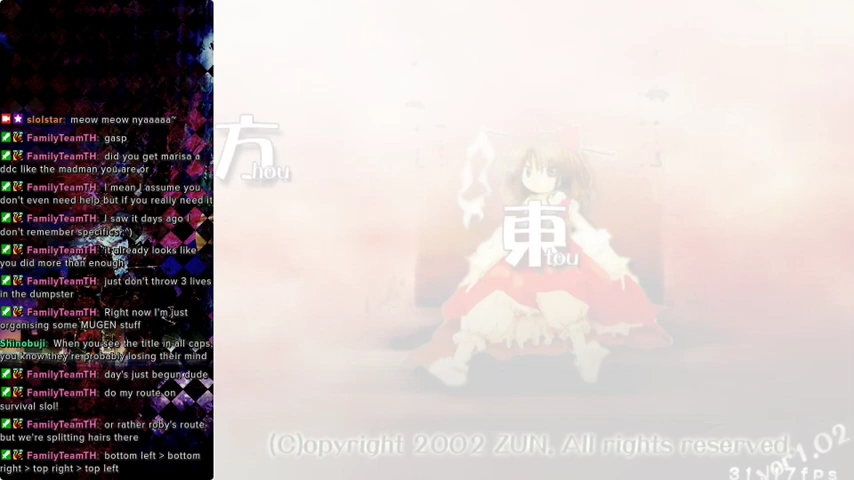 slolstar: meow meow nyaaaaa~
FamilyTeamTH: gasp
FamilyTeamTH: did you get marisa a
ddc like the madman you are or
FamilyTeamTH: I mean I assume you
don't even need help but if you really need it
FamilyTeamTH: I saw it days ago I
don't remember specifics:^)
FamilyTeamTH: it already looks like
you did more than enough
FamilyTeamTH: just don't throw 3 lives
in the dumpster
FamilyTeamTH: Right now I'm just
organising some MUGEN stuff
Shinobuji: When you see the title in all caps,
you know they're probably losing their mind
FamilyTeamTH: day's just begun dude
FamilyTeamTH: do my route on
survival slol!
FamilyTeamTH: or rather roby's route
but we're splitting hairs there
FamilyTeamTH: bottom left > bottom
right > top right > top left
方
hou
東
tou
(C)opyright 2002 ZUN, All rights reserved.
ver1.02